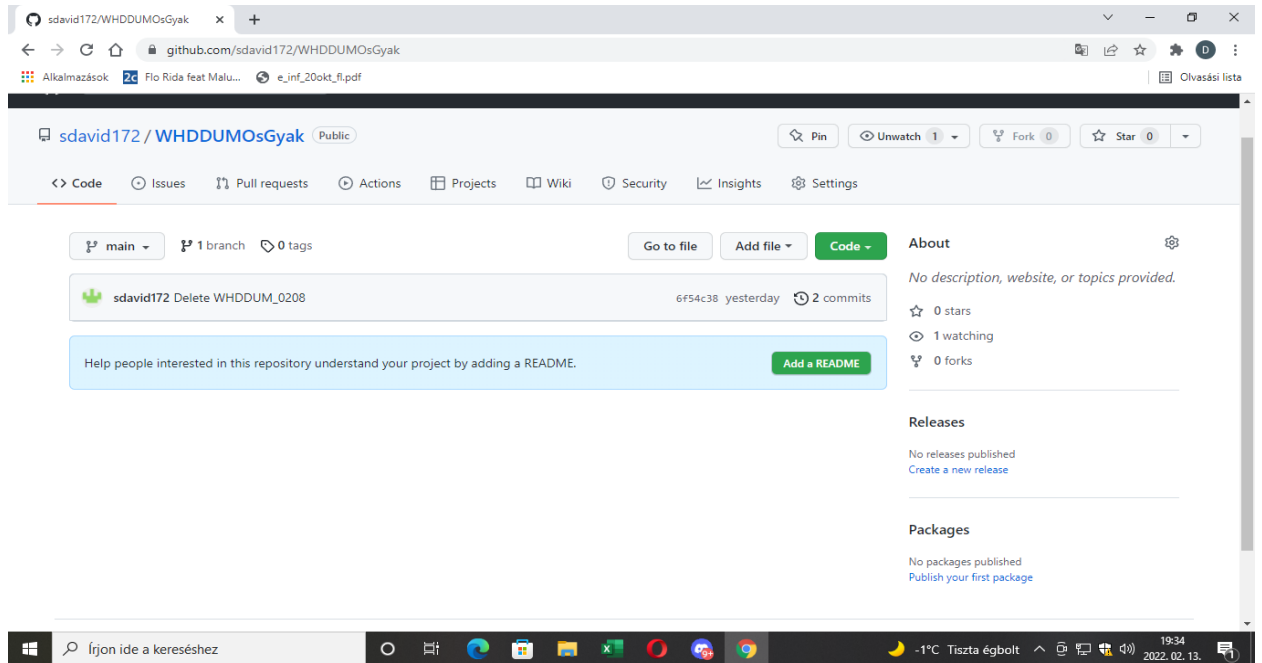 sdavid172/WHDDUMOsGyak
github.com/sdavid172/WHDDUMOsGyak
D
Alkalmazások 2c Flo Rida feat Malu... e_inf_20okt_fl.pdf Olvasási lista
sdavid172 / WHDDUMOsGyak Public Pin Unwatch 1 Fork 0 Star 0
<> Code Issues Pull requests Actions Projects Wiki Security Insights Settings
main 1 branch 0 tags Go to file Add file Code
sdavid172 Delete WHDDUM_0208 6f54c38 yesterday 2 commits
Help people interested in this repository understand your project by adding a README. Add a README
About
No description, website, or topics provided.
0 stars
1 watching
0 forks
Releases
No releases published
Create a new release
Packages
No packages published
Publish your first package
Írjon ide a kereséshez 9+ -1°C Tiszta égbolt 19:34
2022. 02. 13. 1